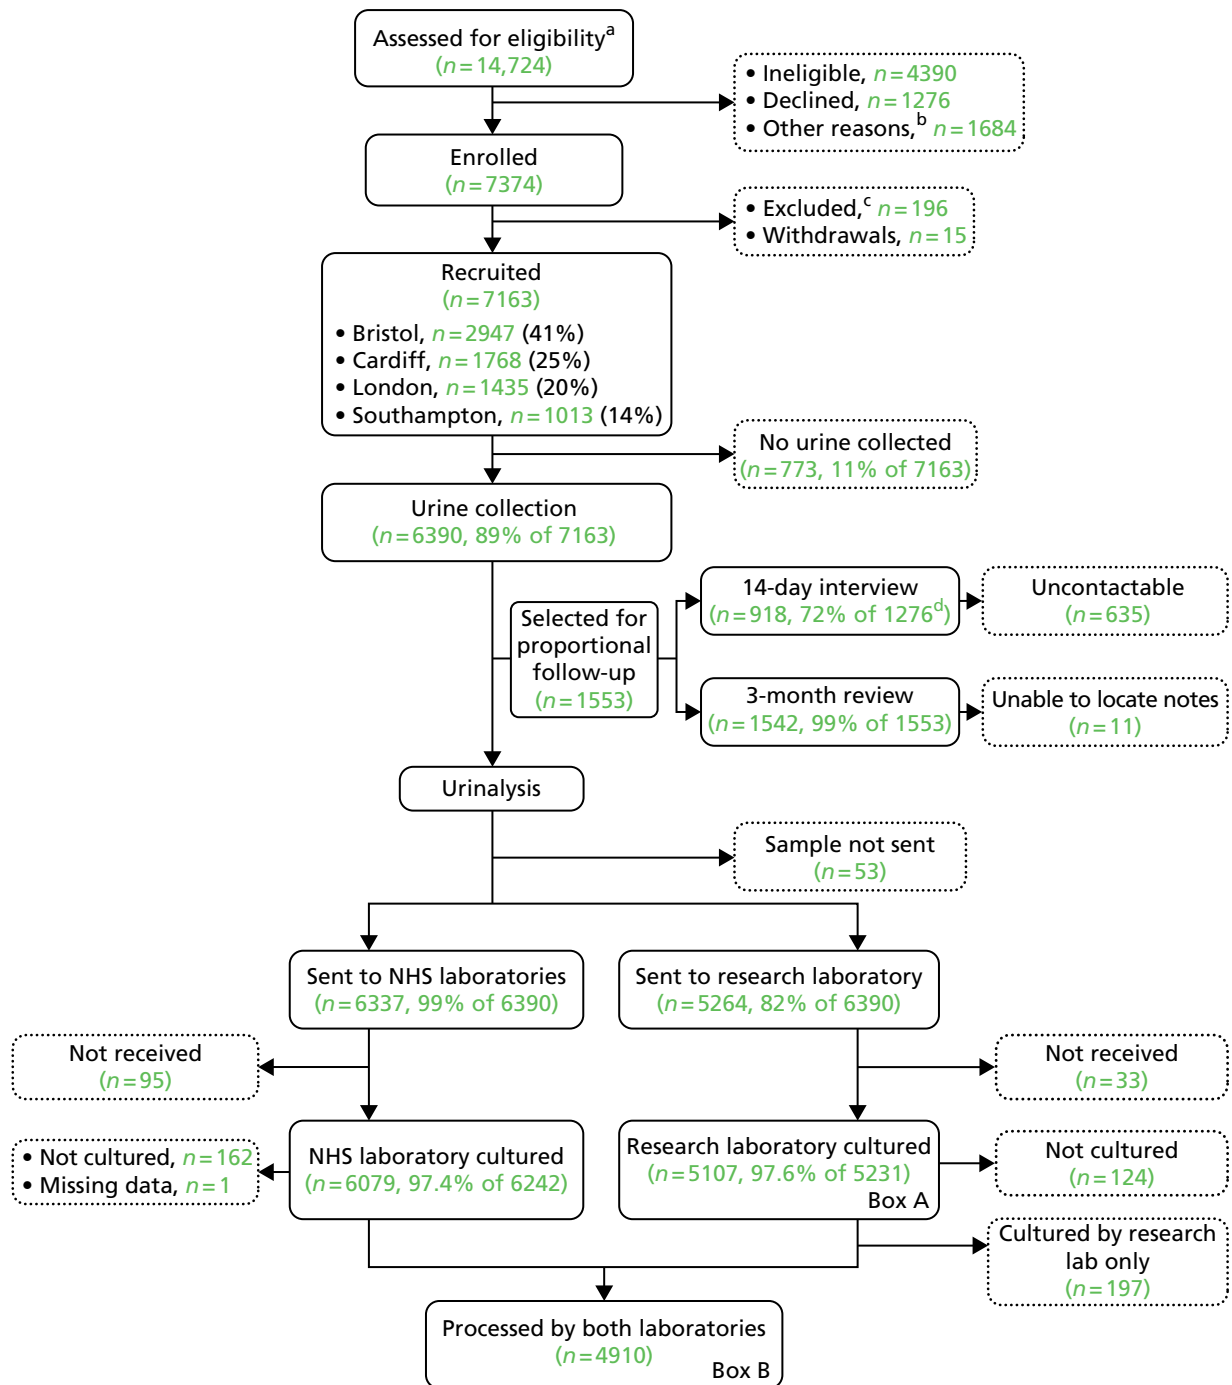 Assessed for eligibilityᵃ
(n=14,724)
• Ineligible, n=4390
• Declined, n=1276
• Other reasons,ᵇ n=1684
Enrolled
(n=7374)
• Excluded,ᶜ n=196
• Withdrawals, n=15
Recruited
(n=7163)
• Bristol, n=2947 (41%)
• Cardiff, n=1768 (25%)
• London, n=1435 (20%)
• Southampton, n=1013 (14%)
No urine collected
(n=773, 11% of 7163)
Urine collection
(n=6390, 89% of 7163)
Selected for
proportional
follow-up
(n=1553)
14-day interview
(n=918, 72% of 1276ᵈ)
Uncontactable
(n=635)
3-month review
(n=1542, 99% of 1553)
Unable to locate notes
(n=11)
Urinalysis
Sample not sent
(n=53)
Sent to NHS laboratories
(n=6337, 99% of 6390)
Sent to research laboratory
(n=5264, 82% of 6390)
Not received
(n=95)
Not received
(n=33)
• Not cultured, n=162
• Missing data, n=1
NHS laboratory cultured
(n=6079, 97.4% of 6242)
Research laboratory cultured
(n=5107, 97.6% of 5231)
Box A
Not cultured
(n=124)
Cultured by research
lab only
(n=197)
Processed by both laboratories
(n=4910)
Box B